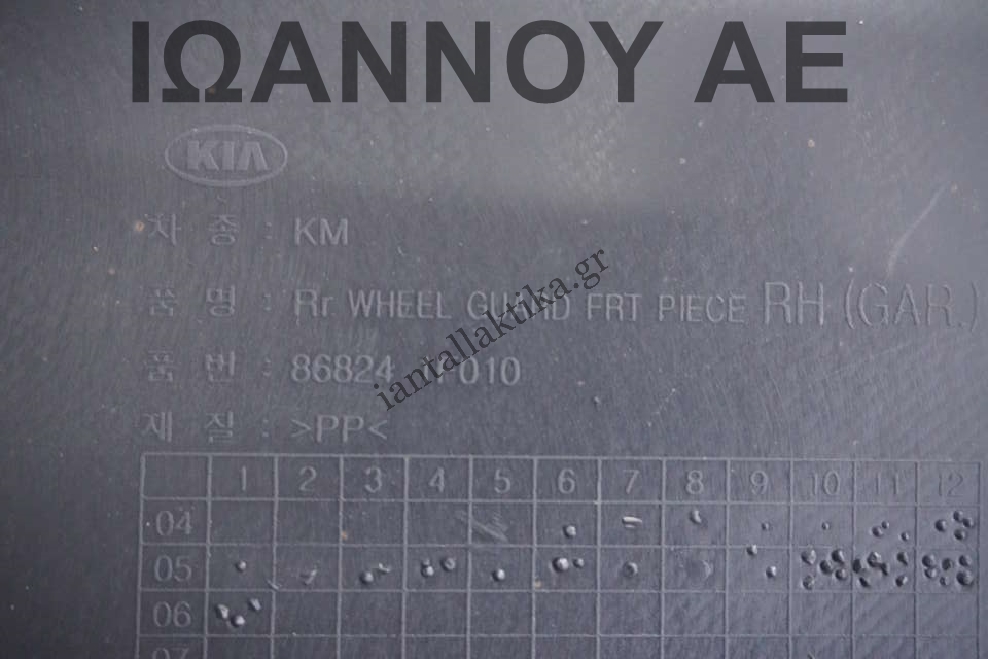 ΙΩΑΝΝΟΥ ΑΕ
KIA
차 종 : KM
품 명 : Rr. WHEEL GUARD FRT PIECE RH (GAR.)
iantallaktika.gr
품 번 : 86824 1F010
재 질 : >PP<
1 2 3 4 5 6 7 8 9 10 11 12
04
05
06
07